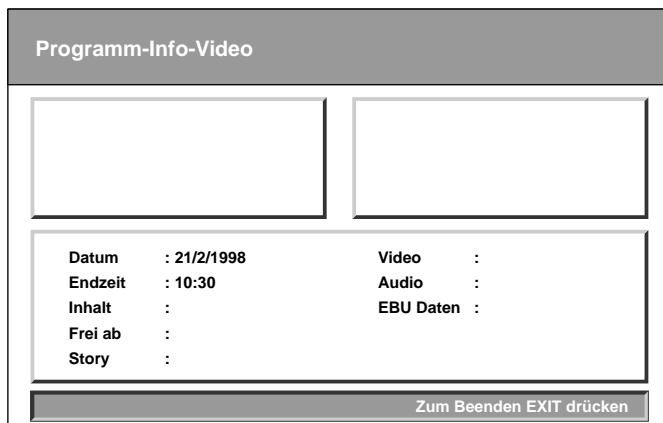 Programm-Info-Video
Datum : 21/2/1998
Endzeit : 10:30
Inhalt :
Frei ab :
Story :
Video :
Audio :
EBU Daten :
Zum Beenden EXIT drücken